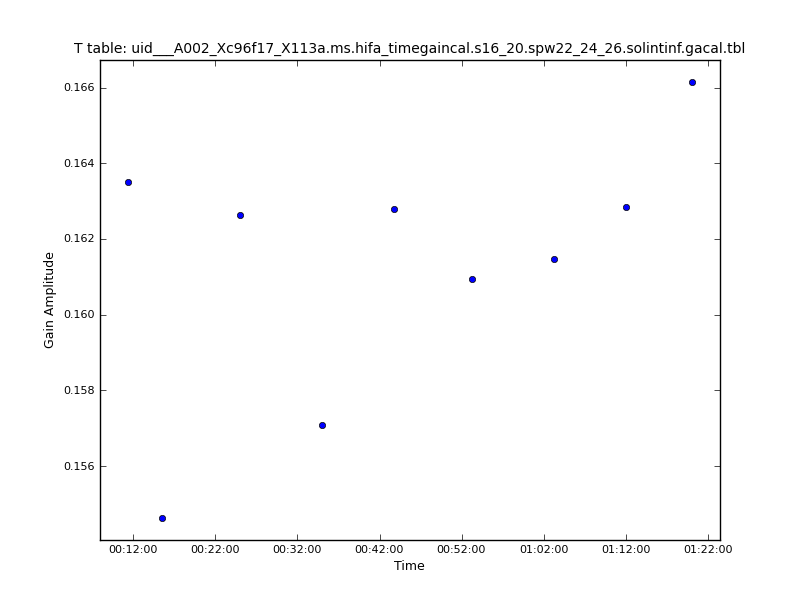 T table: uid___A002_Xc96f17_X113a.ms.hifa_timegaincal.s16_20.spw22_24_26.solintinf.gacal.tbl
0.166
0.164
0.162
0.160
0.158
0.156
Gain Amplitude
00:12:00 00:22:00 00:32:00 00:42:00 00:52:00 01:02:00 01:12:00 01:22:00
Time